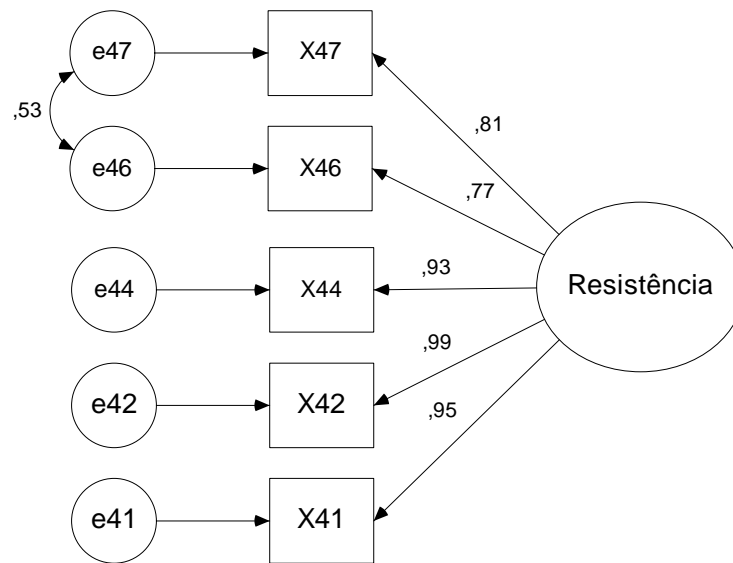 e47 X47
,53 ,81
e46 X46
,77
e44 X44 ,93 Resistência
,99
e42 X42
,95
e41 X41